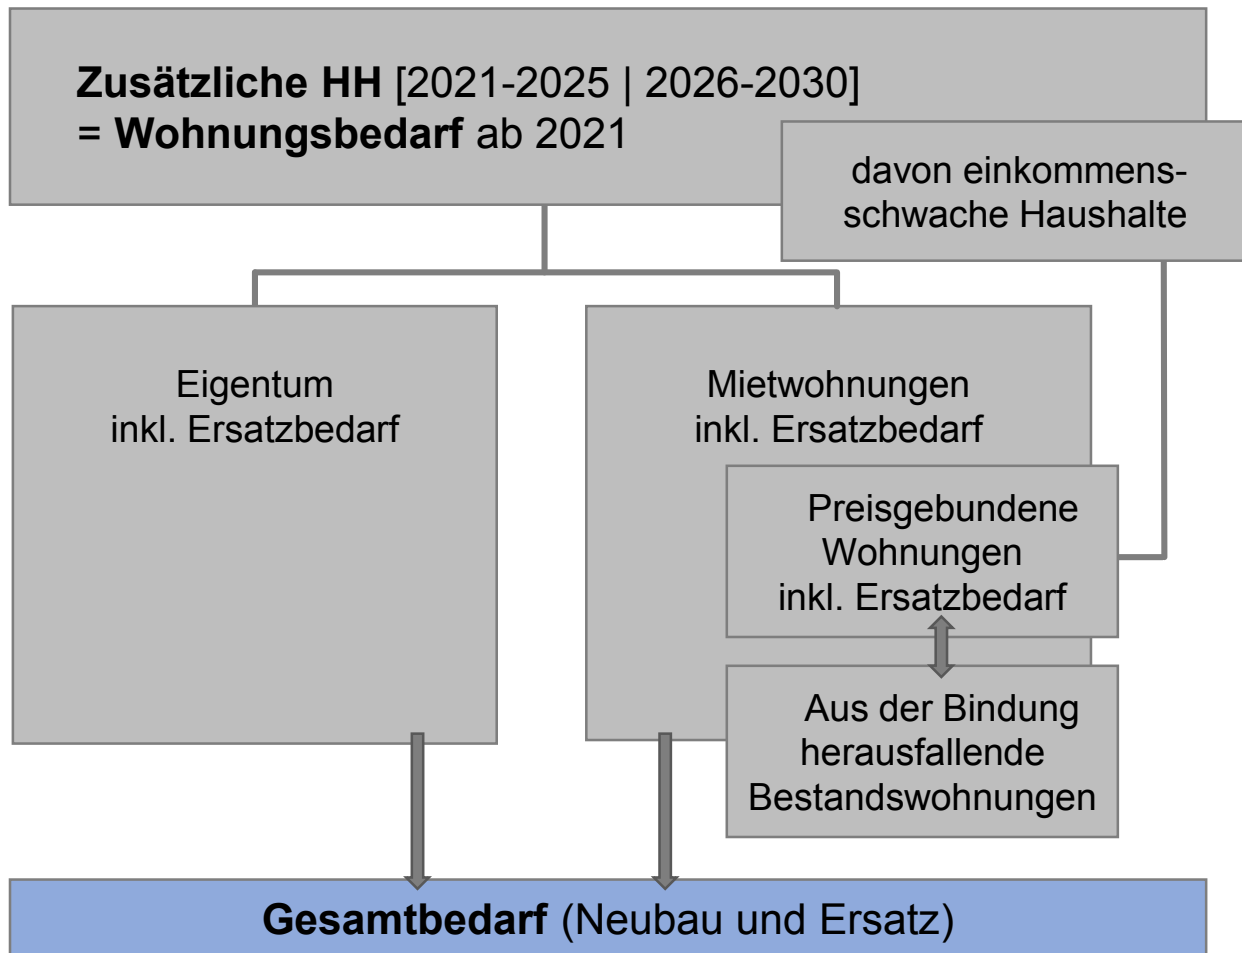 Zusätzliche HH [2021-2025 | 2026-2030]
= Wohnungsbedarf ab 2021
davon einkommens-
schwache Haushalte
Eigentum
inkl. Ersatzbedarf
Mietwohnungen
inkl. Ersatzbedarf
Preisgebundene
Wohnungen
inkl. Ersatzbedarf
Aus der Bindung
herausfallende
Bestandswohnungen
Gesamtbedarf (Neubau und Ersatz)